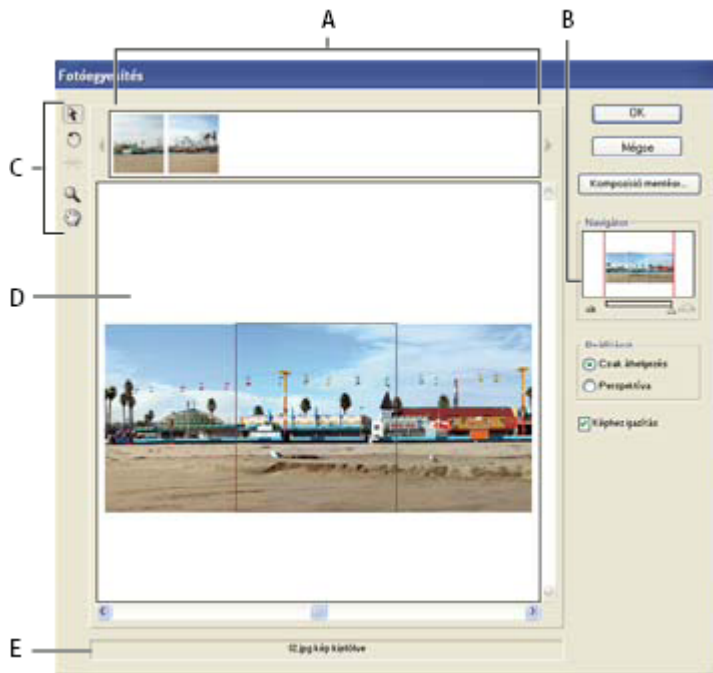 A
B
Fotóegyesítés
C
OK
Mégse
Kompozíció mentése...
Navigátor
D
Beállítások
Csak áthelyezés
Perspektíva
Képhez igazítás
02.jpg kép kijelölve
E